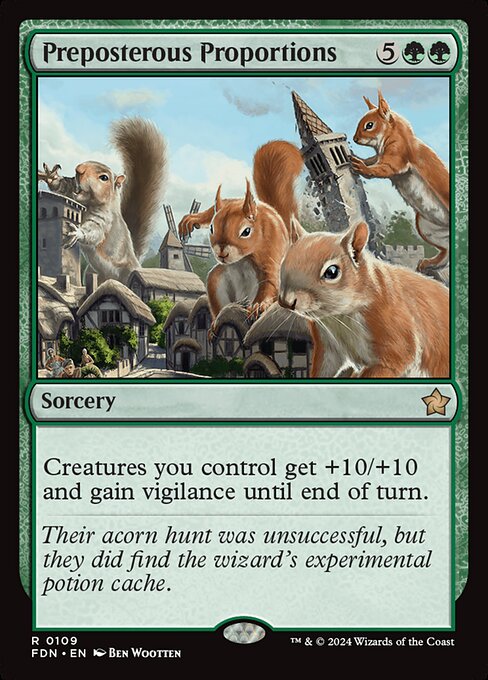 Preposterous Proportions 5
Sorcery
Creatures you control get +10/+10
and gain vigilance until end of turn.
Their acorn hunt was unsuccessful, but
they did find the wizard's experimental
potion cache.
R 0109
FDN • EN Ben Wootten
™ & © 2024 Wizards of the Coast